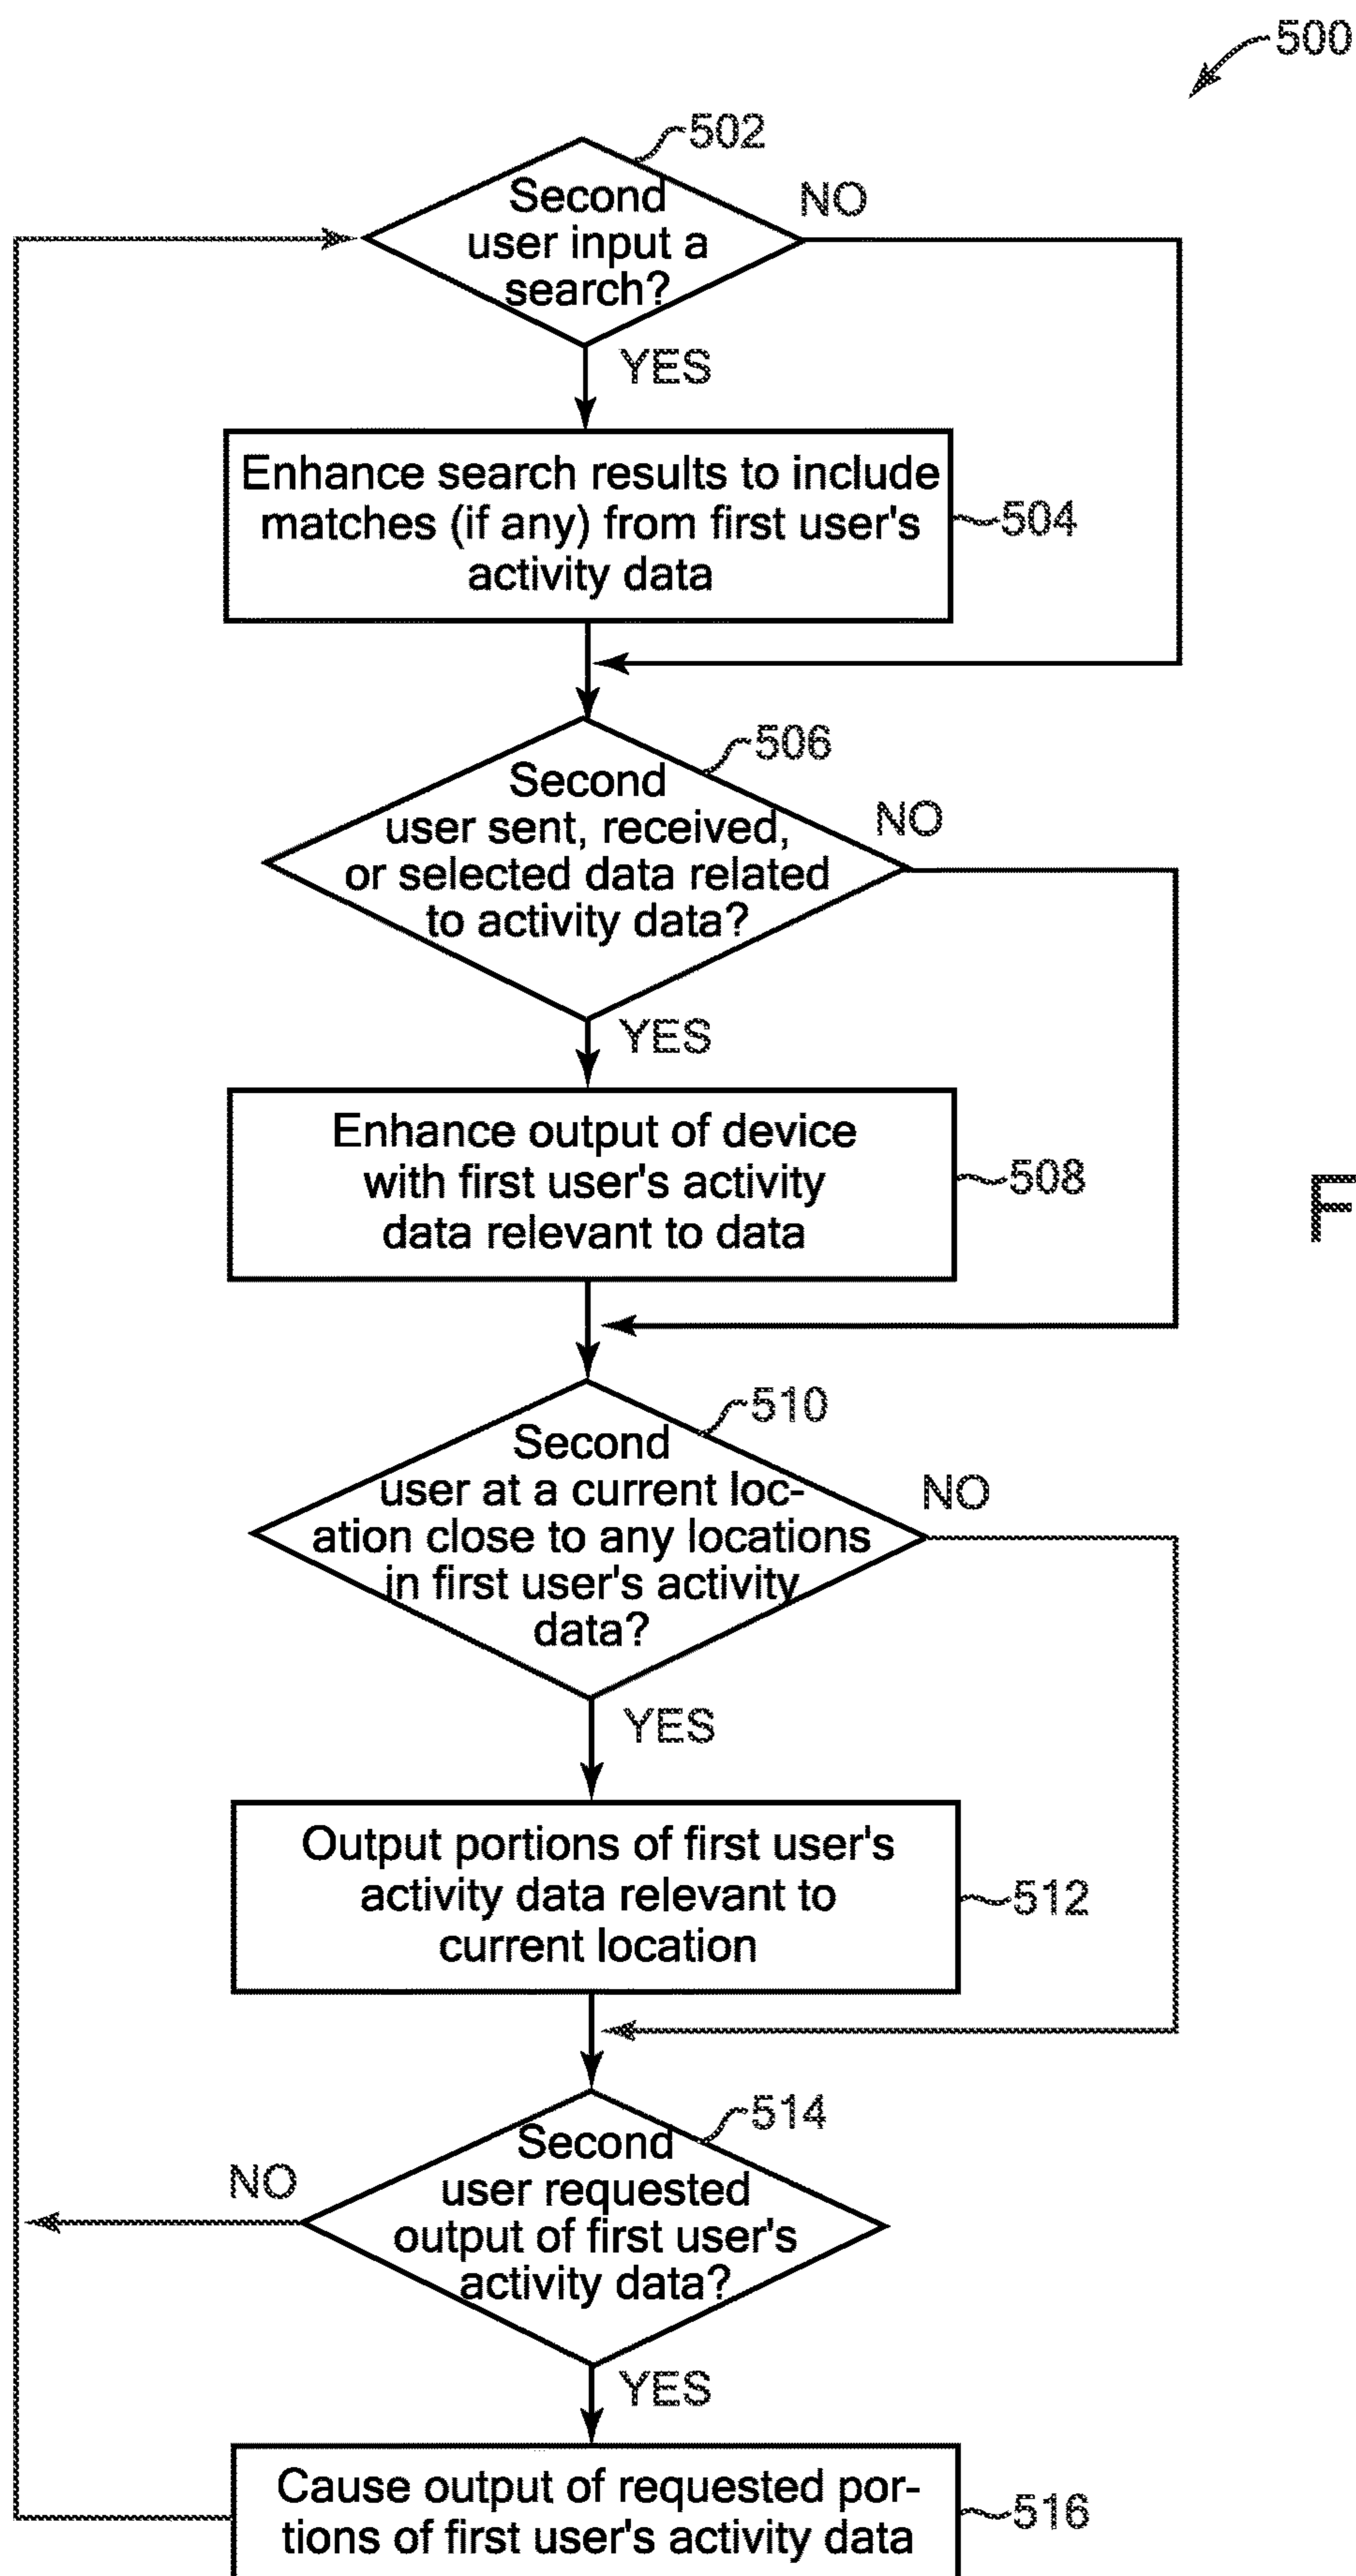 500
502
Second
user input a
search?
NO
YES
Enhance search results to include
matches (if any) from first user's
activity data
504
506
Second
user sent, received,
or selected data related
to activity data?
NO
YES
Enhance output of device
with first user's activity
data relevant to data
508
F
510
Second
user at a current loc-
ation close to any locations
in first user's activity
data?
NO
YES
Output portions of first user's
activity data relevant to
current location
512
514
Second
user requested
output of first user's
activity data?
NO
YES
Cause output of requested por-
tions of first user's activity data
516